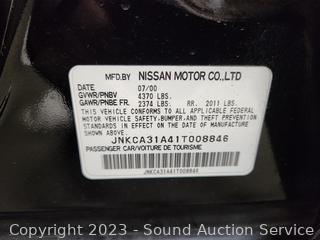 MFD.BY NISSAN MOTOR CO.,LTD
DATE 07/00
GVWR/PNBV 4370 LBS.
GAWR/PNBE FR. 2374 LBS. RR. 2011 LBS.
THIS VEHICLE CONFORMS TO ALL APPLICABLE FEDERAL
MOTOR VEHICLE SAFETY,BUMPER,AND THEFT PREVENTION
STANDARDS IN EFFECT ON THE DATE OF MANUFACTURE
SHOWN ABOVE.
JNKCA31A41T008846
PASSENGER CAR/VOITURE DE TOURISME
JNKCA31A41T008846
Copyright 2023 - Sound Auction Service